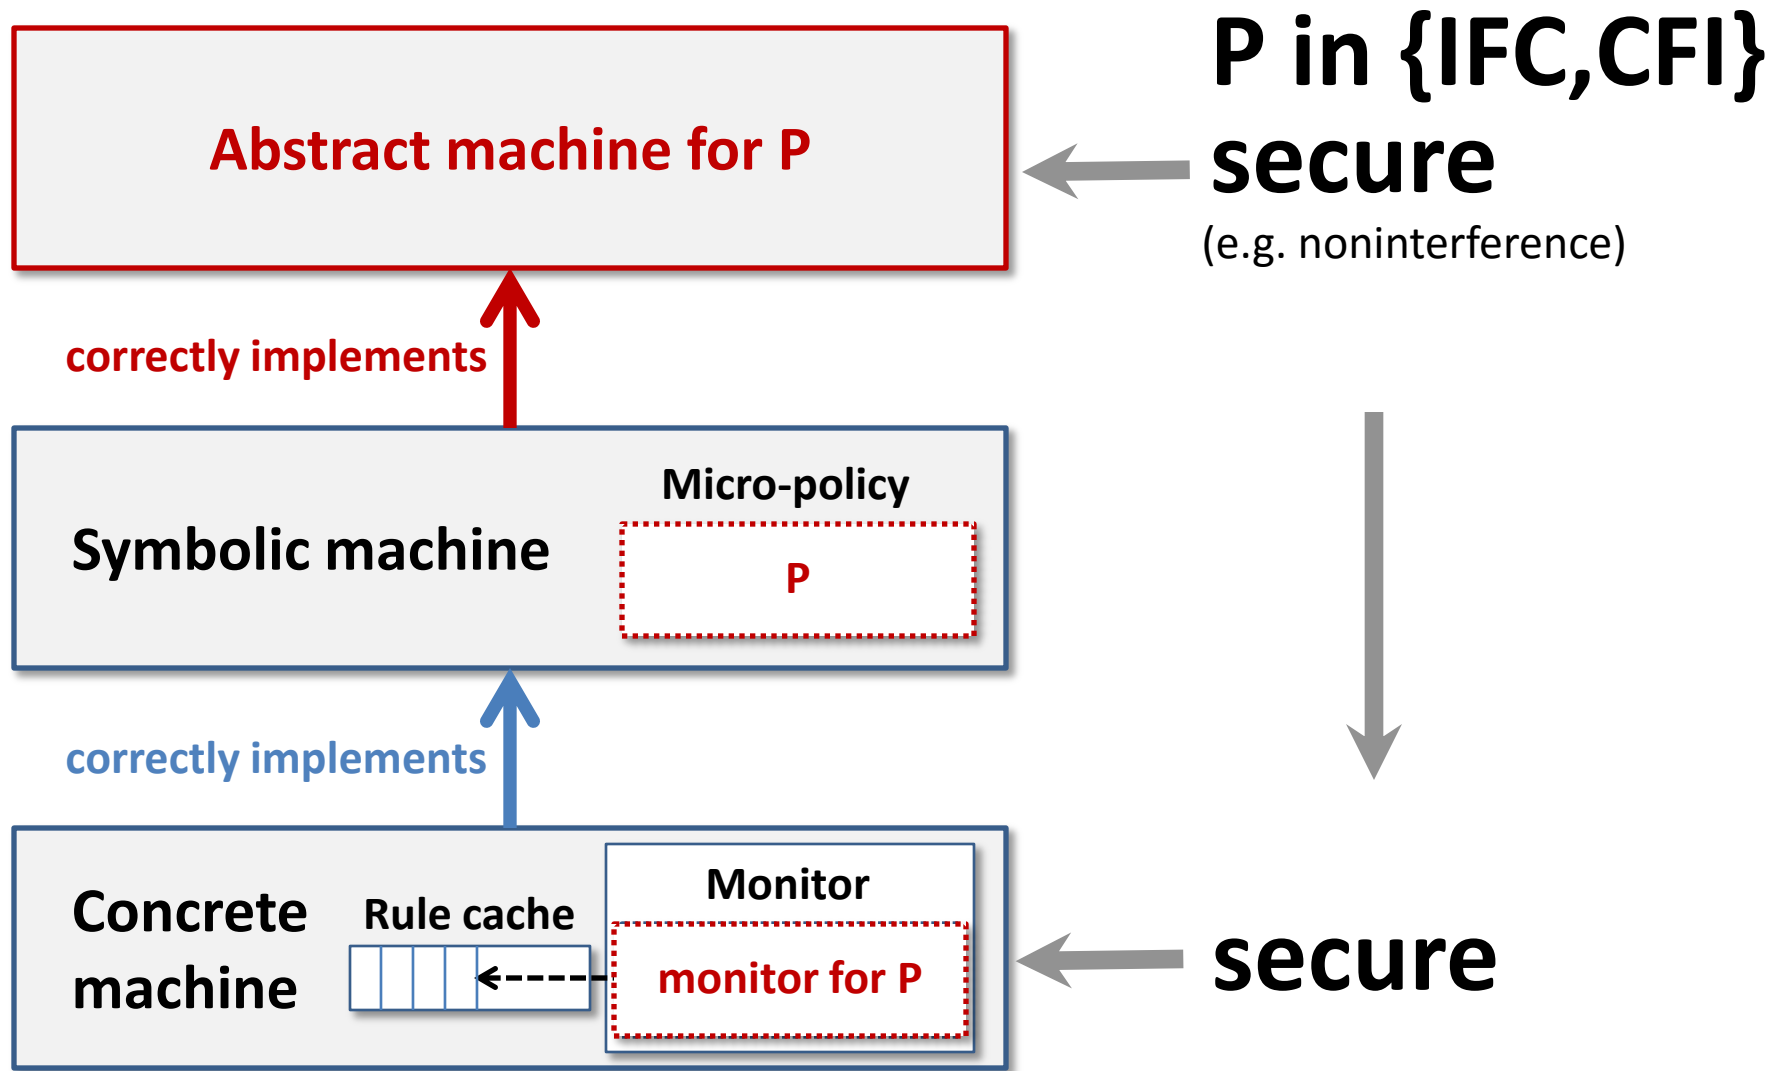 P in {IFC,CFI}
Abstract machine for P
secure
(e.g. noninterference)
correctly implements
Micro-policy
Symbolic machine
P
correctly implements
Monitor
Concrete
machine
Rule cache
monitor for P
secure